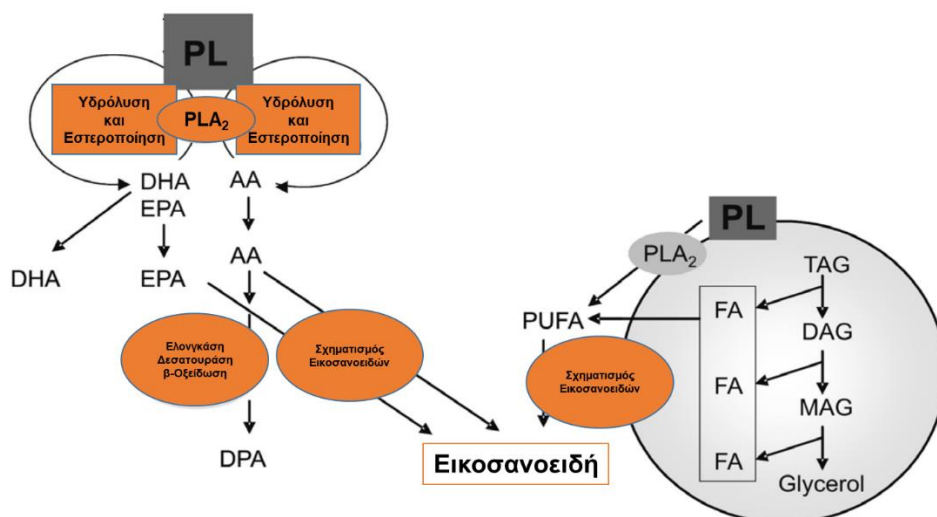 PL
Υδρόλυση
και
Εστεροποίηση
PLA2
Υδρόλυση
και
Εστεροποίηση
DHA
EPA
AA
DHA
EPA
AA
Ελονγκάση
Δεσατουράση
β-Οξείδωση
Σχηματισμός
Εικοσανοειδών
DPA
Εικοσανοειδή
PL
PLA2
PUFA
Σχηματισμός
Εικοσανοειδών
TAG
FA
DAG
FA
MAG
FA
Glycerol